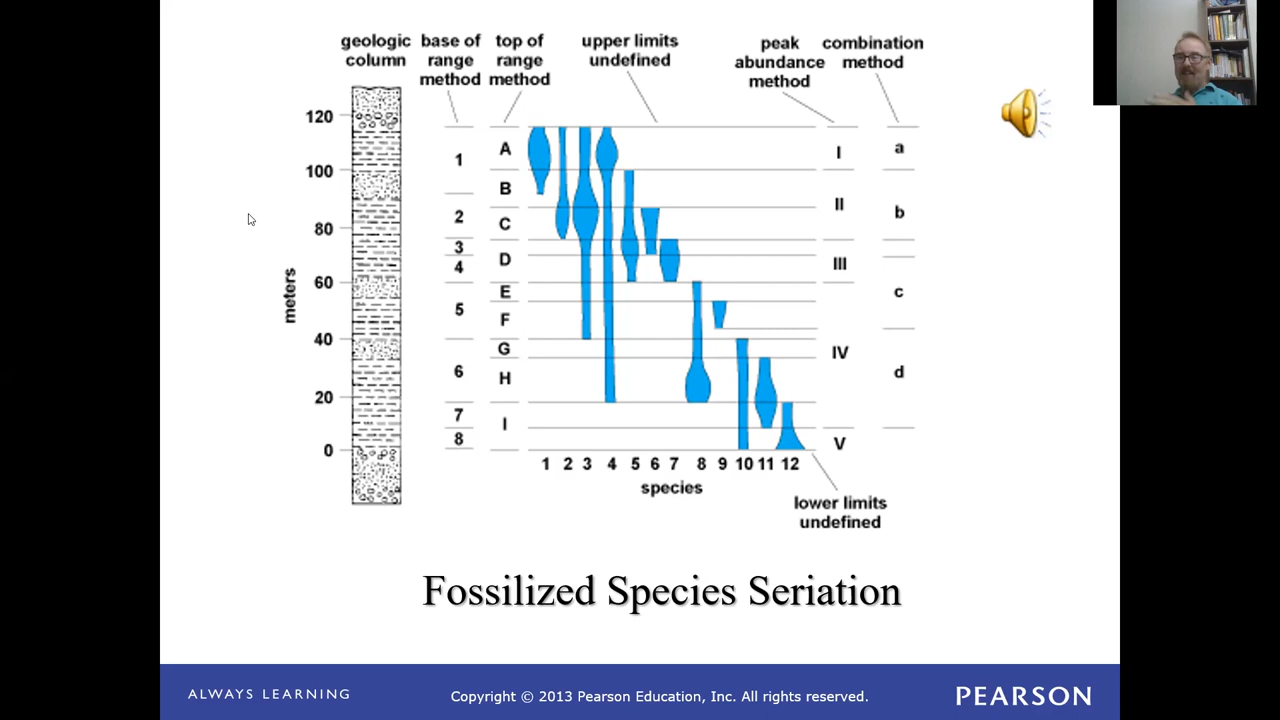 geologic column
base of range method
top of range method
upper limits undefined
peak abundance method
combination method
120
100
80
60
40
20
0
meters
1
2
3
4
5
6
7
8
A
B
C
D
E
F
G
H
I
I
II
III
IV
V
a
b
c
d
1 2 3 4 5 6 7 8 9 10 11 12
species
lower limits undefined
Fossilized Species Seriation
ALWAYS LEARNING
Copyright © 2013 Pearson Education, Inc. All rights reserved.
PEARSON